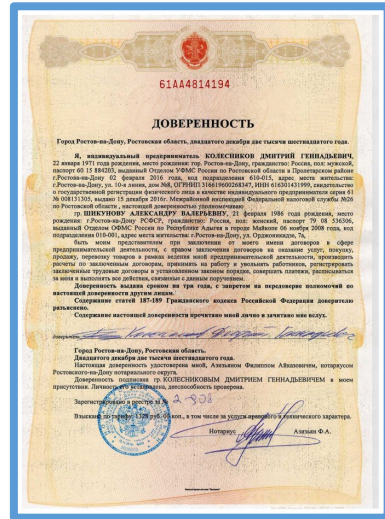 61АА4814194
ДОВЕРЕННОСТЬ
Город Ростов-на-Дону, Ростовская область, двадцатого декабря две тысячи шестнадцатого года.
Я, индивидуальный предприниматель КОЛЕСНИКОВ ДМИТРИЙ ГЕННАДЬЕВИЧ,
22 января 1971 года рождения, место рождения: гор. Ростов-на-Дону, гражданство: Россия, пол: мужской,
паспорт 60 15 884203, выданный Отделом УФМС России по Ростовской области в Пролетарском районе
г.Ростова-на-Дону 02 февраля 2016 года, код подразделения 610-015, адрес места жительства:
г.Ростов-на-Дону, ул. 10-я линия, дом №8, ОГРНИП 316619600268347, ИНН 616301431999, свидетельство
о государственной регистрации физического лица в качестве индивидуального предпринимателя серия 61
№ 008151305, выдано 15 декабря 2016г. Межрайонной инспекцией Федеральной налоговой службы №26
по Ростовской области, настоящей доверенностью уполномочиваю:
гр. ШИКУНОВУ АЛЕКСАНДРУ ВАЛЕРЬЕВНУ, 21 февраля 1986 года рождения, место
рождения: г.Ростов-на-Дону РСФСР, гражданство: Россия, пол: женский, паспорт 79 08 536306,
выданный Отделом ОФМС России по Республике Адыгея в городе Майкопе 06 ноября 2008 года, код
подразделения 010-001, адрес места жительства: г.Ростов-на-Дону, ул. Орджоникидзе, 7а,
быть моим представителем при заключении от моего имени договоров в сфере
предпринимательской деятельности, с правом заключения договоров на оказание услуг, покупку,
продажу, перевозку товаров в рамках ведения мной предпринимательской деятельности, производить
расчеты по заключенным договорам, принимать на работу и увольнять работников, регистрировать
заключенные трудовые договоры в установленном законом порядке, совершать платежи, расписываться
за меня и выполнять все действия, связанные с данным поручением.
Доверенность выдана сроком на три года, с запретом на передоверие полномочий по
настоящей доверенности другим лицам.
Содержание статей 187-189 Гражданского кодекса Российской Федерации доверителю
разъяснено.
Содержание настоящей доверенности прочитано мной лично и зачитано мне вслух.
Доверитель Колесников Дмитрий Геннадьевич
Город Ростов-на-Дону, Ростовская область.
Двадцатого декабря две тысячи шестнадцатого года.
Настоящая доверенность удостоверена мной, Азизьяном Филиппом Айказовичем, нотариусом
Ростовского-на-Дону нотариального округа.
Доверенность подписана гр.КОЛЕСНИКОВЫМ ДМИТРИЕМ ГЕННАДЬЕВИЧЕМ в моем
присутствии. Личность его установлена, дееспособность проверена.
Зарегистрировано в реестре за № 2-908
Взыскано по тарифу: 1328 руб. 05 коп., в том числе за услуги правового и технического характера.
Нотариус Азизьян Ф.А.